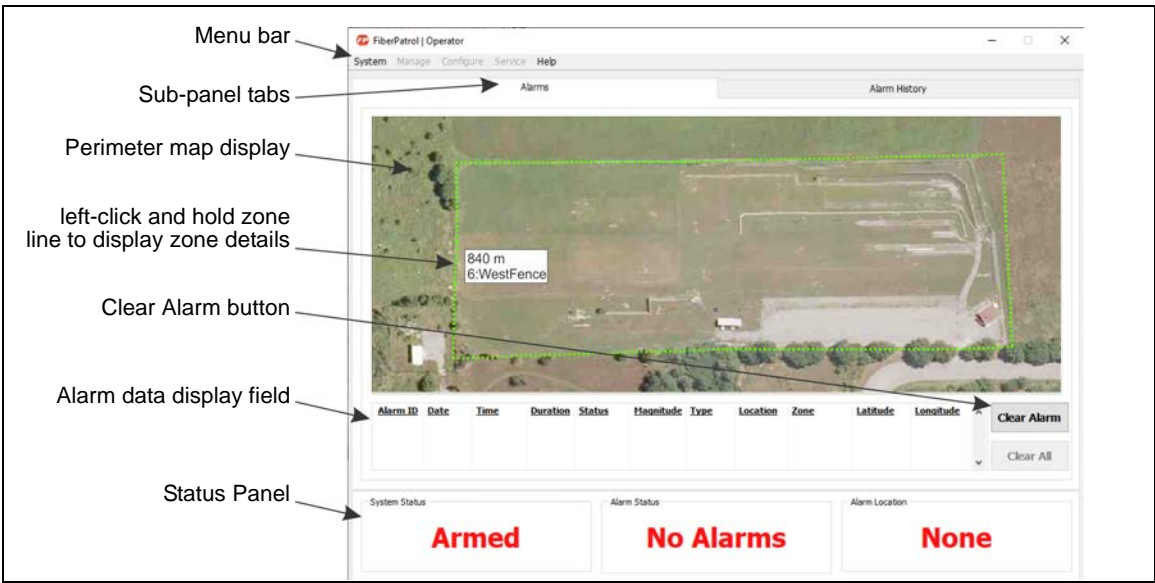 Menu bar
FiberPatrol | Operator
System Manage Configure Service Help
Sub-panel tabs
Alarms
Alarm History
Perimeter map display
left-click and hold zone
line to display zone details
840 m
6:WestFence
Clear Alarm button
Alarm data display field
Alarm ID Date Time Duration Status Magnitude Type Location Zone Latitude Longitude
Clear Alarm
Clear All
Status Panel
System Status
Alarm Status
Alarm Location
Armed
No Alarms
None